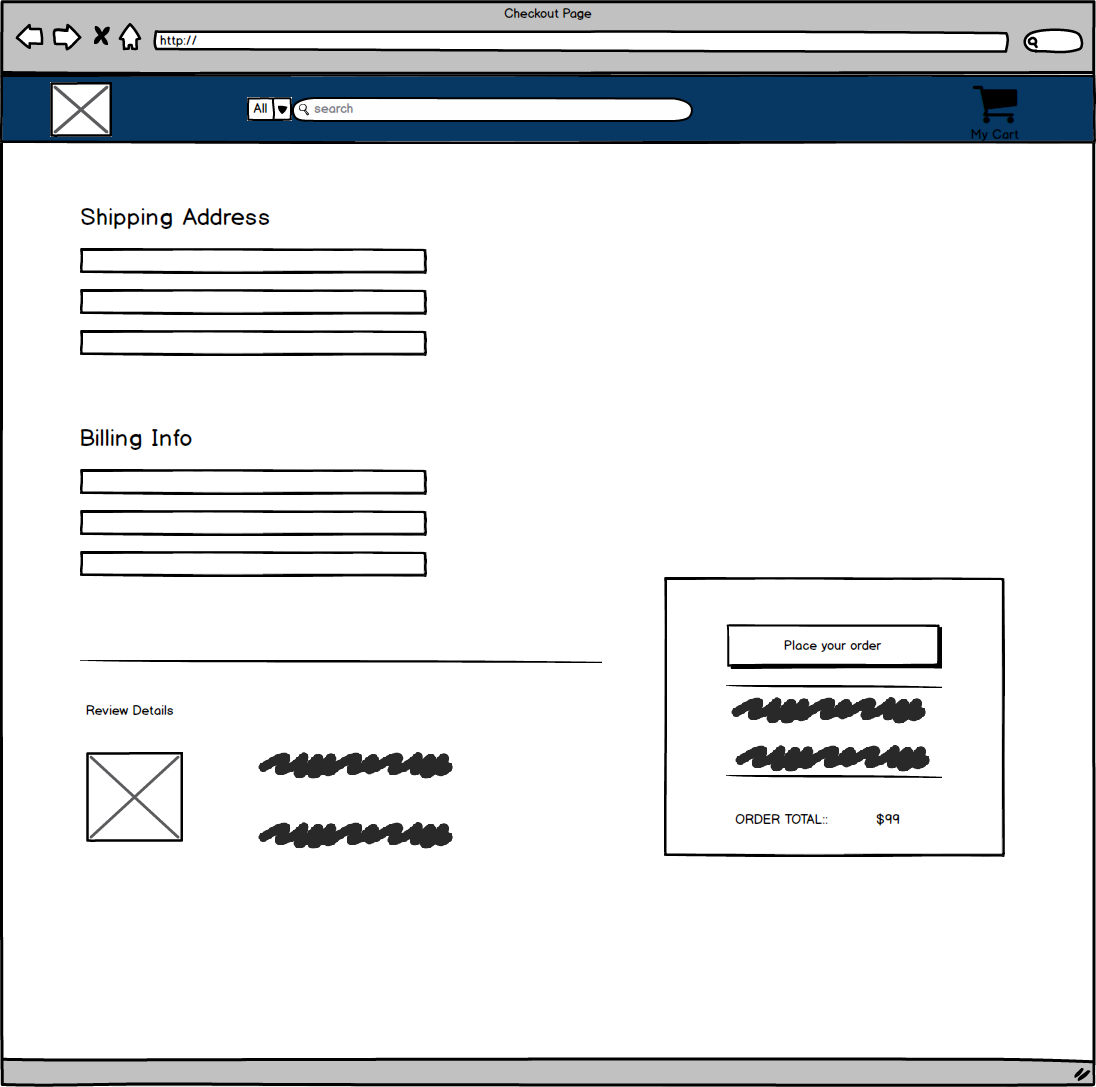 Checkout Page
http://
All
search
My Cart
Shipping Address
Billing Info
Place your order
Review Details
ORDER TOTAL:: $99